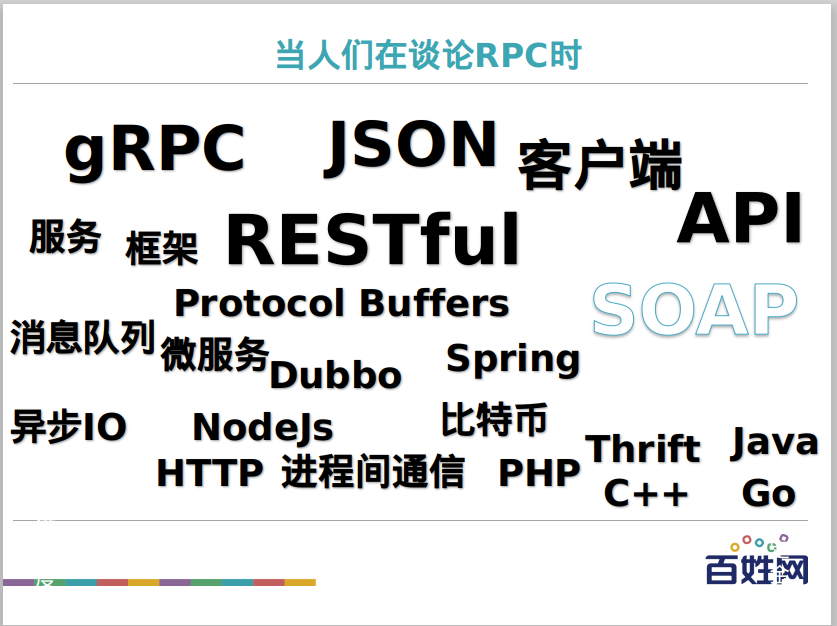 当人们在谈论RPC时
gRPC
JSON
客户端
API
服务
框架
RESTful
Protocol Buffers
SOAP
消息队列
微服务
Dubbo
Spring
异步IO
NodeJs
比特币
Thrift
Java
HTTP
进程间通信
PHP
C++
Go
百姓网